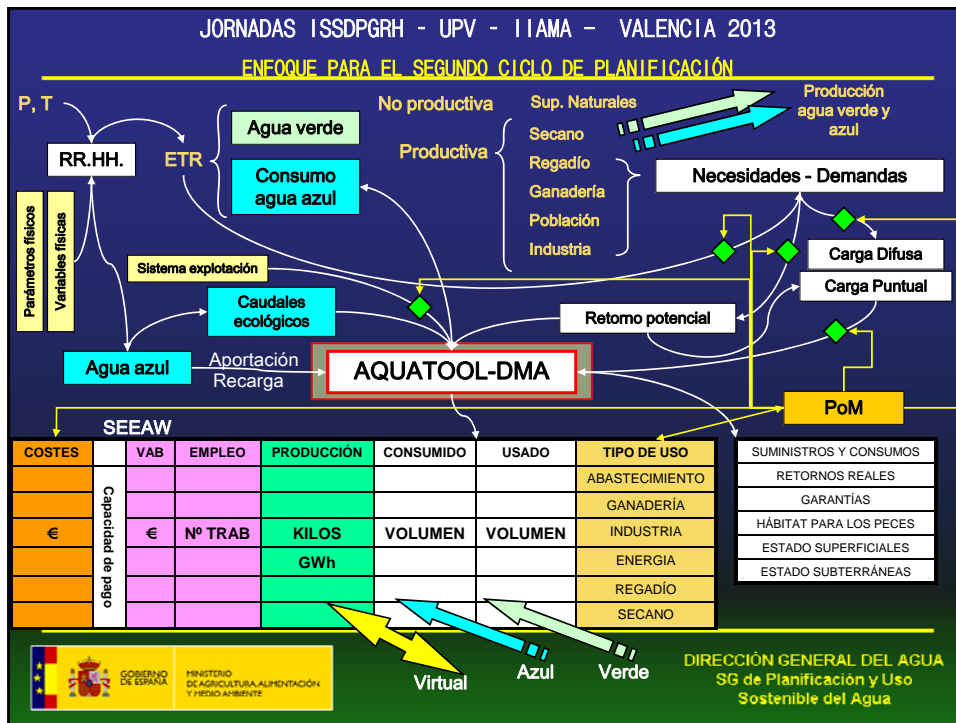 JORNADAS ISSDPGRH - UPV - IIAMA – VALENCIA 2013
ENFOQUE PARA EL SEGUNDO CICLO DE PLANIFICACIÓN
P, T
RR.HH.
ETR
Agua verde
Consumo
agua azul
No productiva
Productiva
Sup. Naturales
Secano
Regadío
Ganadería
Población
Industria
Producción
agua verde y
azul
Necesidades - Demandas
Parámetros físicos
Variables físicas
Sistema explotación
Carga Difusa
Carga Puntual
Caudales
ecológicos
Retorno potencial
Agua azul
Aportación
Recarga
AQUATOOL-DMA
PoM
SEEAW
COSTES
VAB
EMPLEO
PRODUCCIÓN
CONSUMIDO
USADO
TIPO DE USO
Capacidad de pago
ABASTECIMIENTO
GANADERÍA
€
€
Nº TRAB
KILOS
VOLUMEN
VOLUMEN
INDUSTRIA
GWh
ENERGIA
REGADÍO
SECANO
SUMINISTROS Y CONSUMOS
RETORNOS REALES
GARANTÍAS
HÁBITAT PARA LOS PECES
ESTADO SUPERFICIALES
ESTADO SUBTERRÁNEAS
Virtual
Azul
Verde
GOBIERNO
DE ESPAÑA
MINISTERIO
DE AGRICULTURA, ALIMENTACIÓN
Y MEDIO AMBIENTE
DIRECCIÓN GENERAL DEL AGUA
SG de Planificación y Uso
Sostenible del Agua